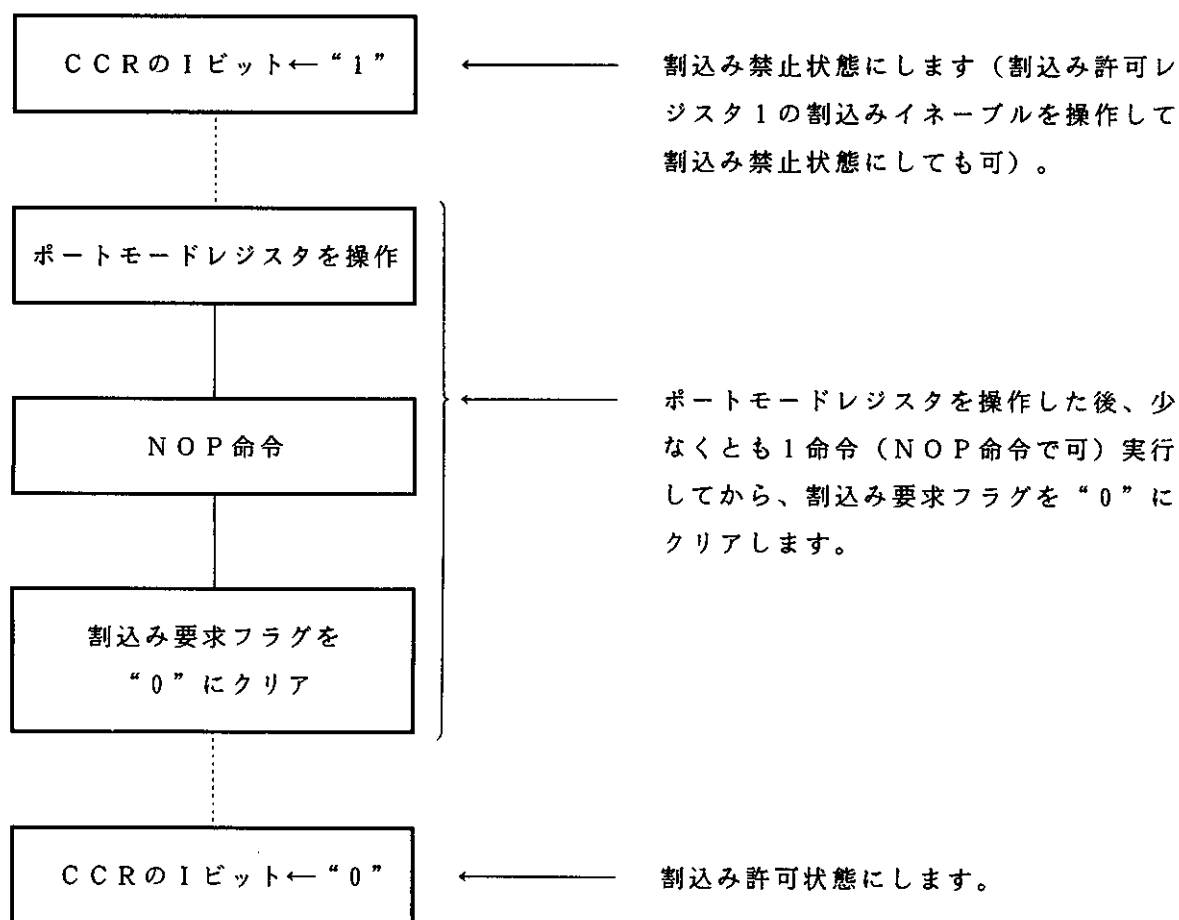 CCRのIビット←“1”
割込み禁止状態にします（割込み許可レ
ジスタ1の割込みイネーブルを操作して
割込み禁止状態にしても可）。
ポートモードレジスタを操作
NOP命令
ポートモードレジスタを操作した後、少
なくとも1命令（NOP命令で可）実行
してから、割込み要求フラグを“0”に
クリアします。
割込み要求フラグを
“0”にクリア
CCRのIビット←“0”
割込み許可状態にします。